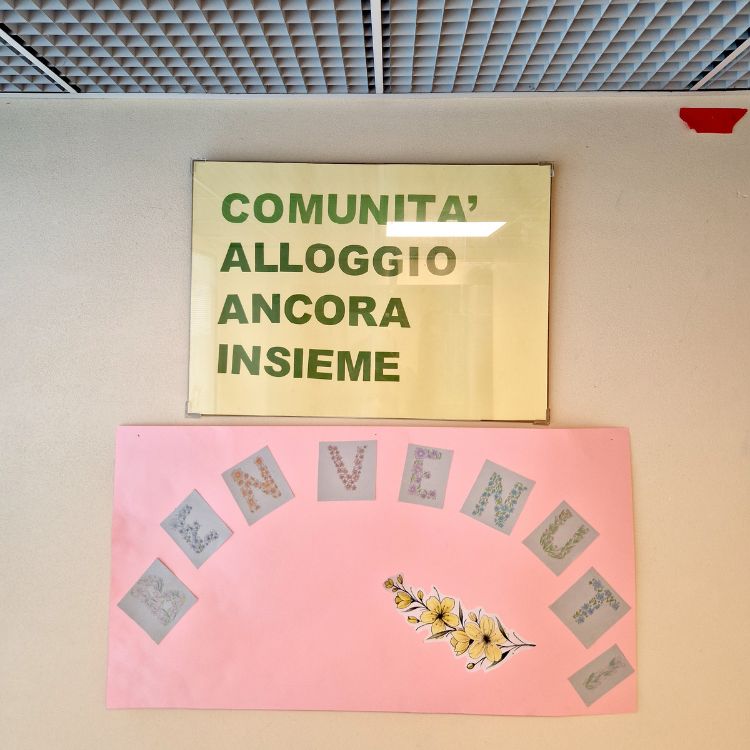 COMUNITA'
ALLOGGIO
ANCORA
INSIEME
BENVENUTI